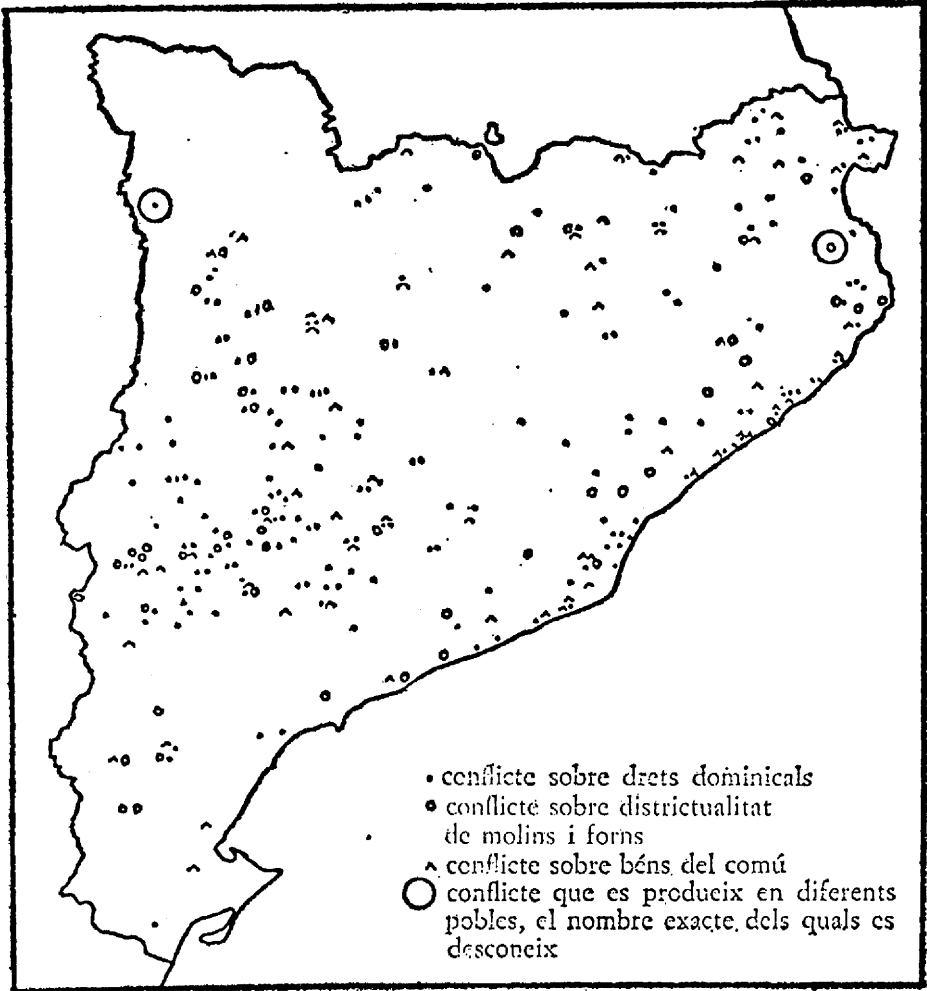 conflicte sobre drets dominicals
conflicte sobre districtualitat
de molins i forns
conflicte sobre béns del comú
conflicte que es produeix en diferents
pobles, el nombre exacte dels quals es
desconeix